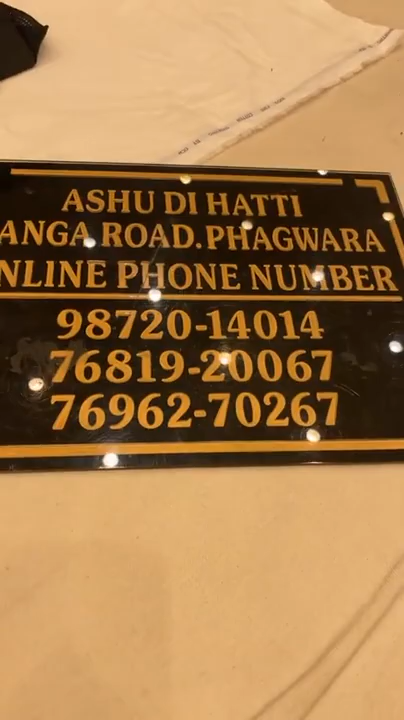 ASHU DI HATTI
ANGA ROAD.PHAGWARA
NLINE PHONE NUMBER
98720-14014
76819-20067
76962-70267